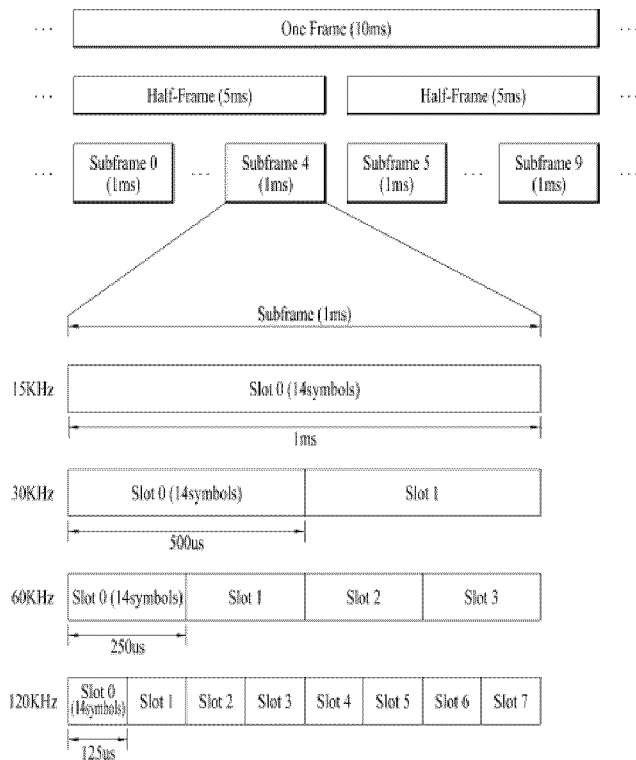 ... One Frame (10ms) ...
... Half-Frame (5ms) Half-Frame (5ms) ...
... Subframe 0 (1ms) ... Subframe 4 (1ms) Subframe 5 (1ms) ... Subframe 9 (1ms) ...
Subframe (1ms)
15KHz Slot 0 (14symbols)
1ms
30KHz Slot 0 (14symbols) Slot 1
500us
60KHz Slot 0 (14symbols) Slot 1 Slot 2 Slot 3
250us
120KHz Slot 0 (14symbols) Slot 1 Slot 2 Slot 3 Slot 4 Slot 5 Slot 6 Slot 7
125us